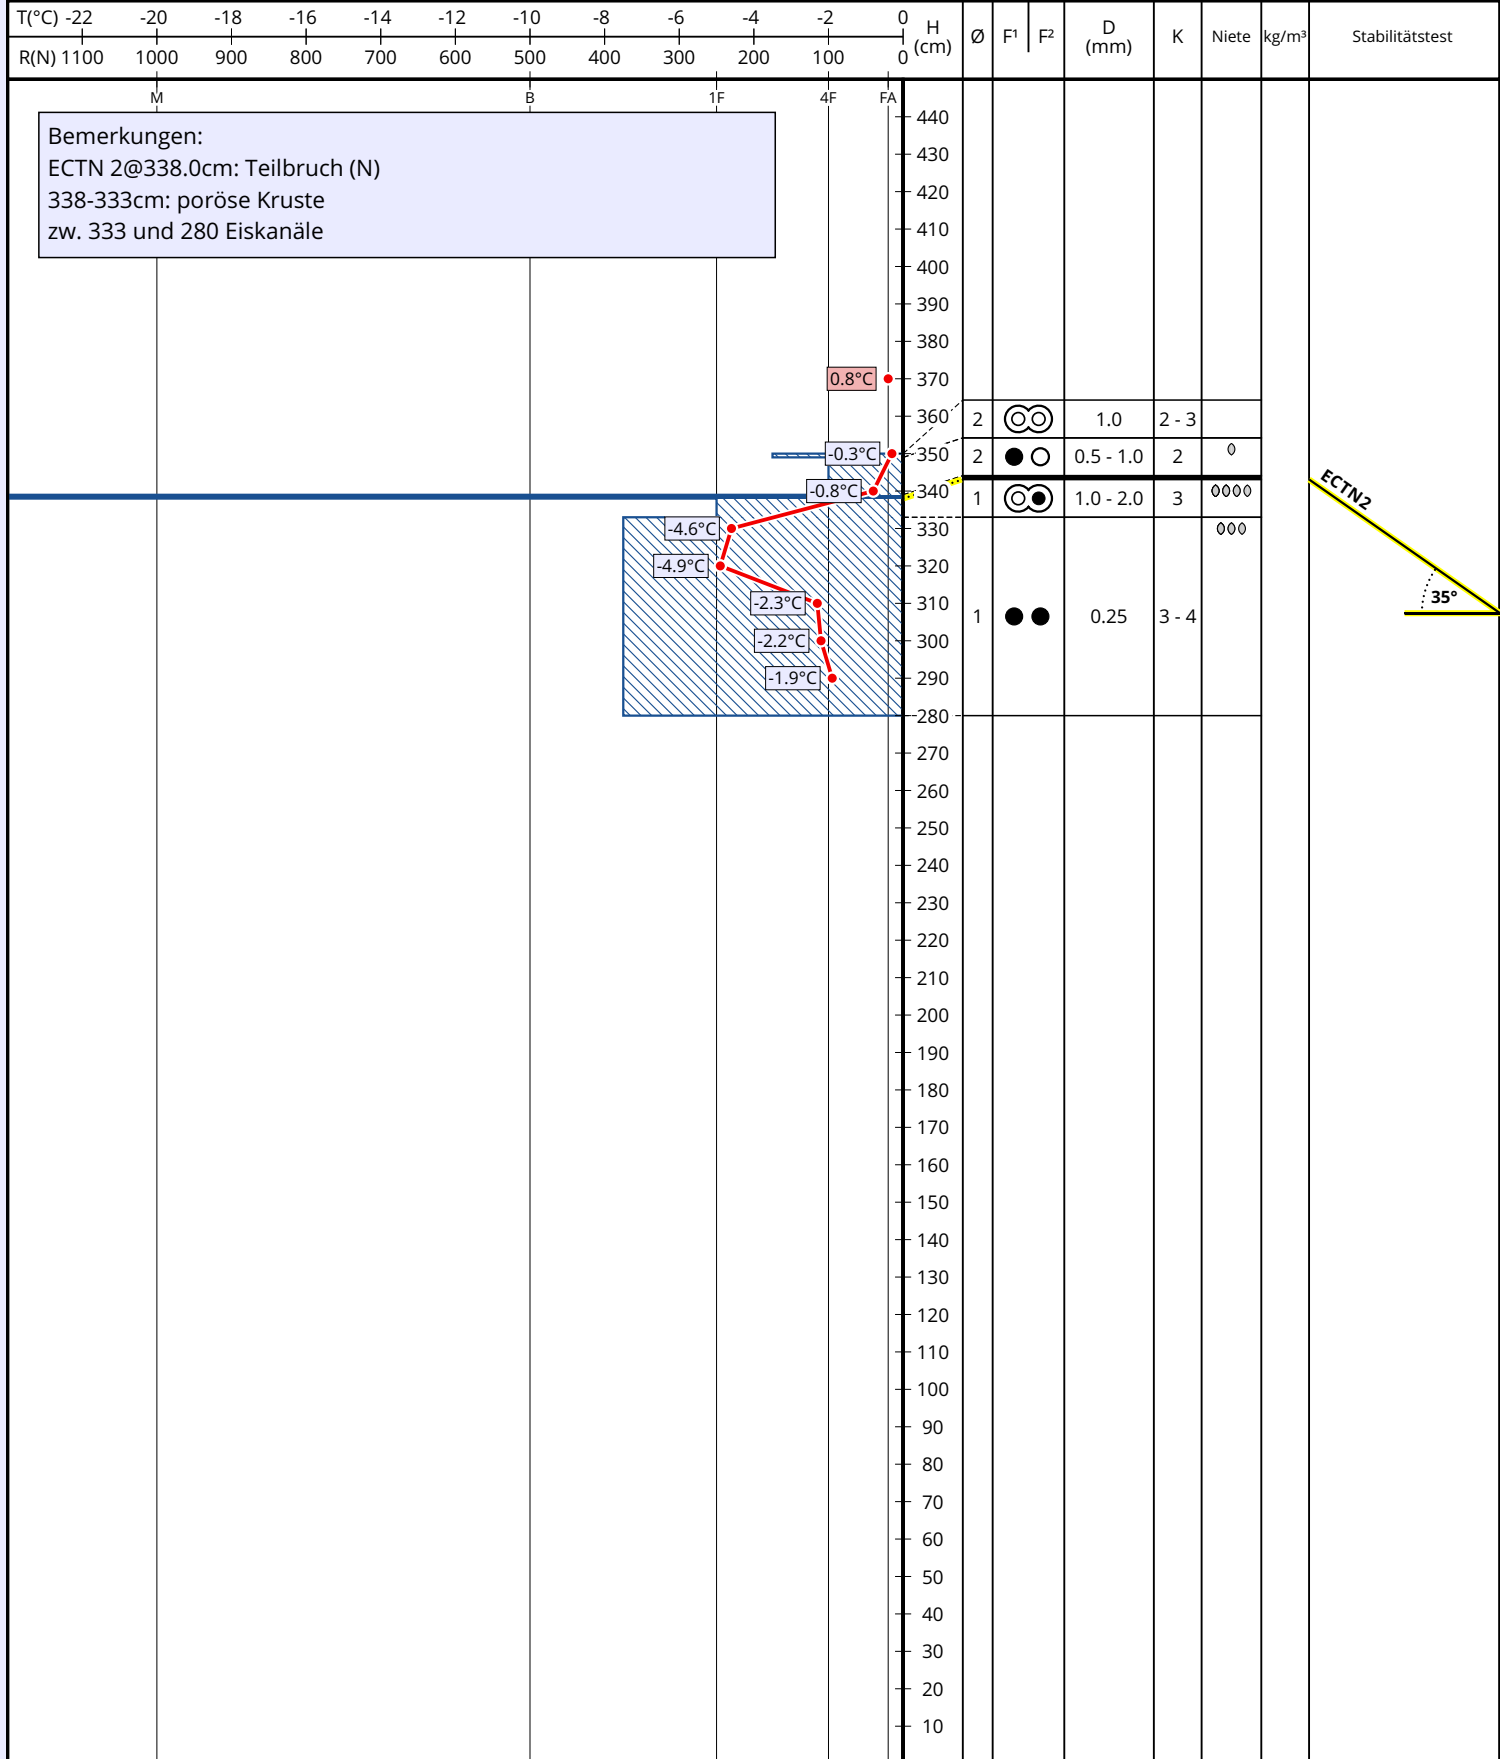 T(°C) -22 -20 -18 -16 -14 -12 -10 -8 -6 -4 -2 0
R(N) 1100 1000 900 800 700 600 500 400 300 200 100 0
H (cm) Ø F¹ F² D (mm) K Niete kg/m³ Stabilitätstest
M B 1F 4F FA
Bemerkungen:
ECTN 2@338.0cm: Teilbruch (N)
338-333cm: poröse Kruste
zw. 333 und 280 Eiskanäle
440
430
420
410
400
390
380
0.8°C 370
360 2 1.0 2 - 3
-0.3°C 350 2 0.5 - 1.0 2
-0.8°C 340 1 1.0 - 2.0 3
ECTN2
-4.6°C 330
-4.9°C 320
-2.3°C 310 1 0.25 3 - 4
35°
-2.2°C 300
-1.9°C 290
280
270
260
250
240
230
220
210
200
190
180
170
160
150
140
130
120
110
100
90
80
70
60
50
40
30
20
10